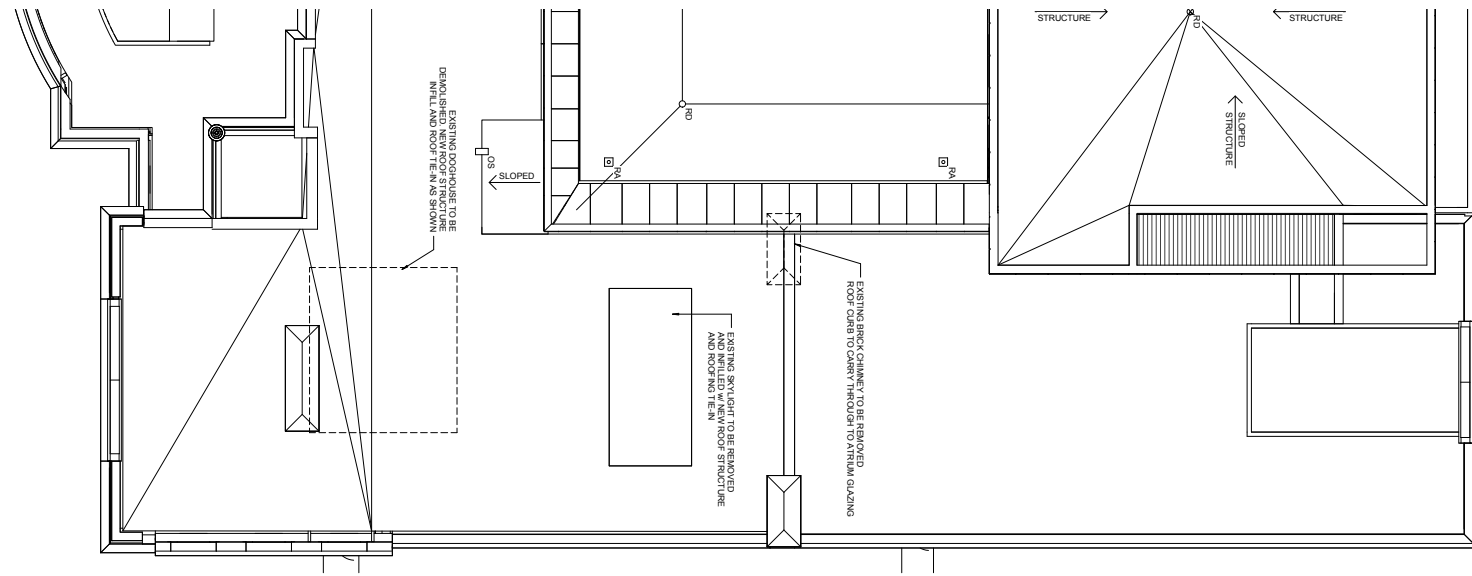 STRUCTURE
STRUCTURE
RD
SLOPED
STRUCTURE
EXISTING DOGHOUSE TO BE
DEMOLISHED. NEW ROOF STRUCTURE
INFILL AND ROOF TIE-IN AS SHOWN
RD
OS
SLOPED
RA
RA
EXISTING BRICK CHIMNEY TO BE REMOVED
ROOF CURB TO CARRY THROUGH TO ATRIUM GLAZING
EXISTING SKYLIGHT TO BE REMOVED
AND INFILLED w/ NEW ROOF STRUCTURE
AND ROOFING TIE-IN